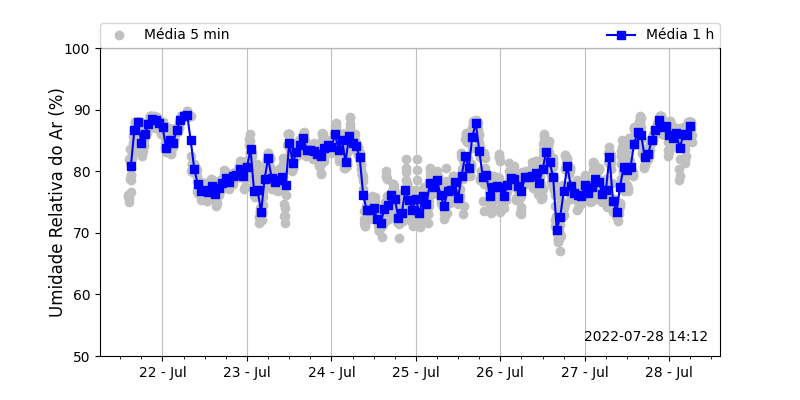 Média 5 min
Média 1 h
100
90
80
70
60
50
Umidade Relativa do Ar (%)
2022-07-28 14:12
22 - Jul
23 - Jul
24 - Jul
25 - Jul
26 - Jul
27 - Jul
28 - Jul